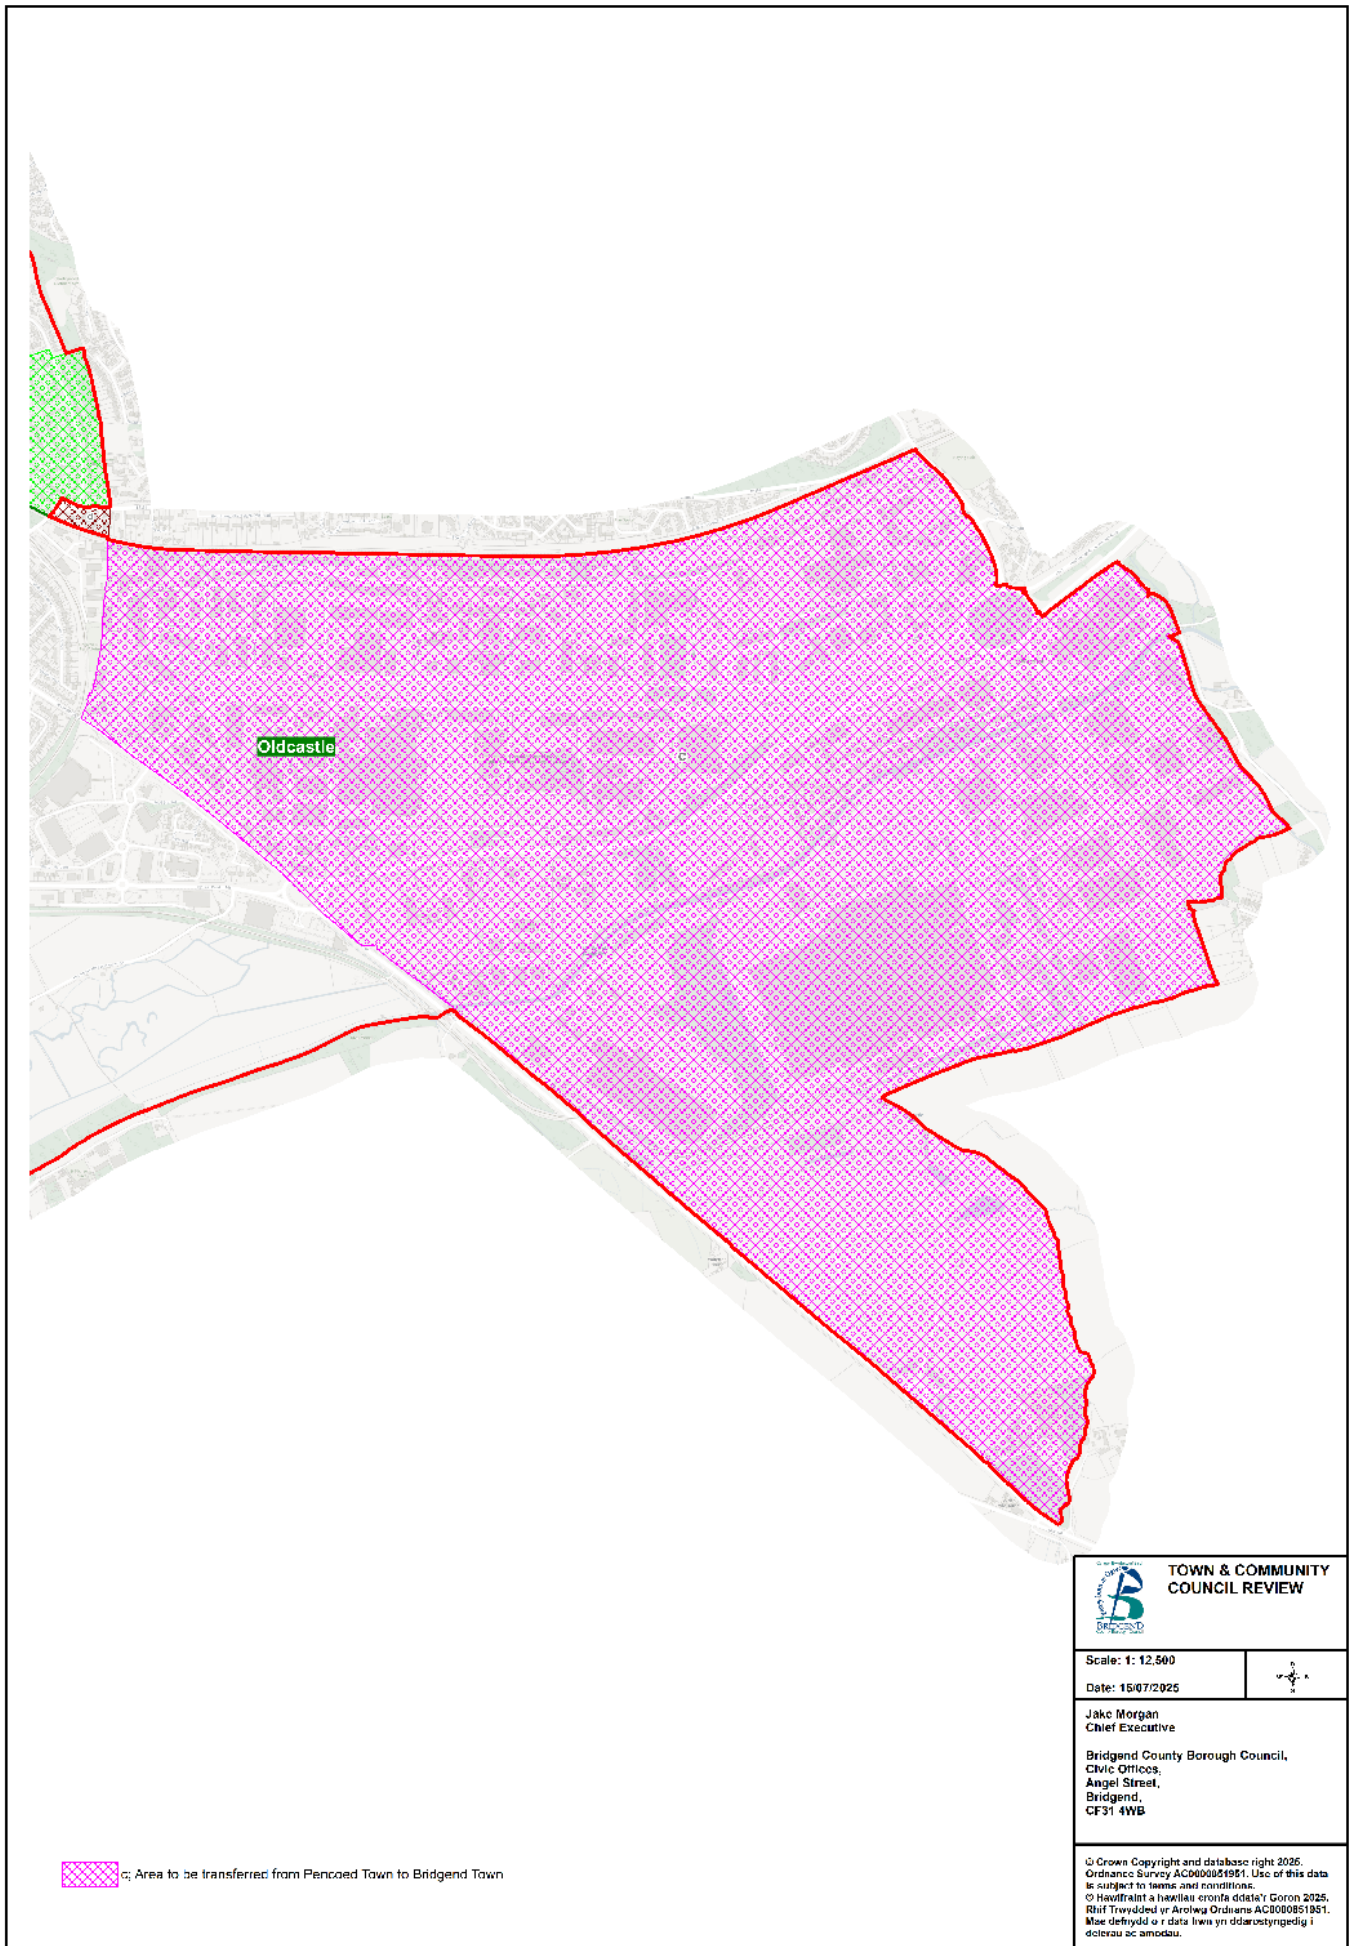 Oldcastle
c
TOWN & COMMUNITY
COUNCIL REVIEW
BRIDGEND
Scale: 1: 12,500
Date: 15/07/2025
Jake Morgan
Chief Executive
Bridgend County Borough Council,
Civic Offices,
Angel Street,
Bridgend,
CF31 4WB
c; Area to be transferred from Pencoed Town to Bridgend Town
© Crown Copyright and database right 2025.
Ordnance Survey AC0000851951. Use of this data
is subject to terms and conditions.
© Hawlfraint a hawliau cronfa ddata'r Goron 2025.
Rhif Trwydded yr Arolwg Ordnans AC0000851951.
Mae defnydd o r data hwn yn ddarostyngedig i
delerau ac amodau.